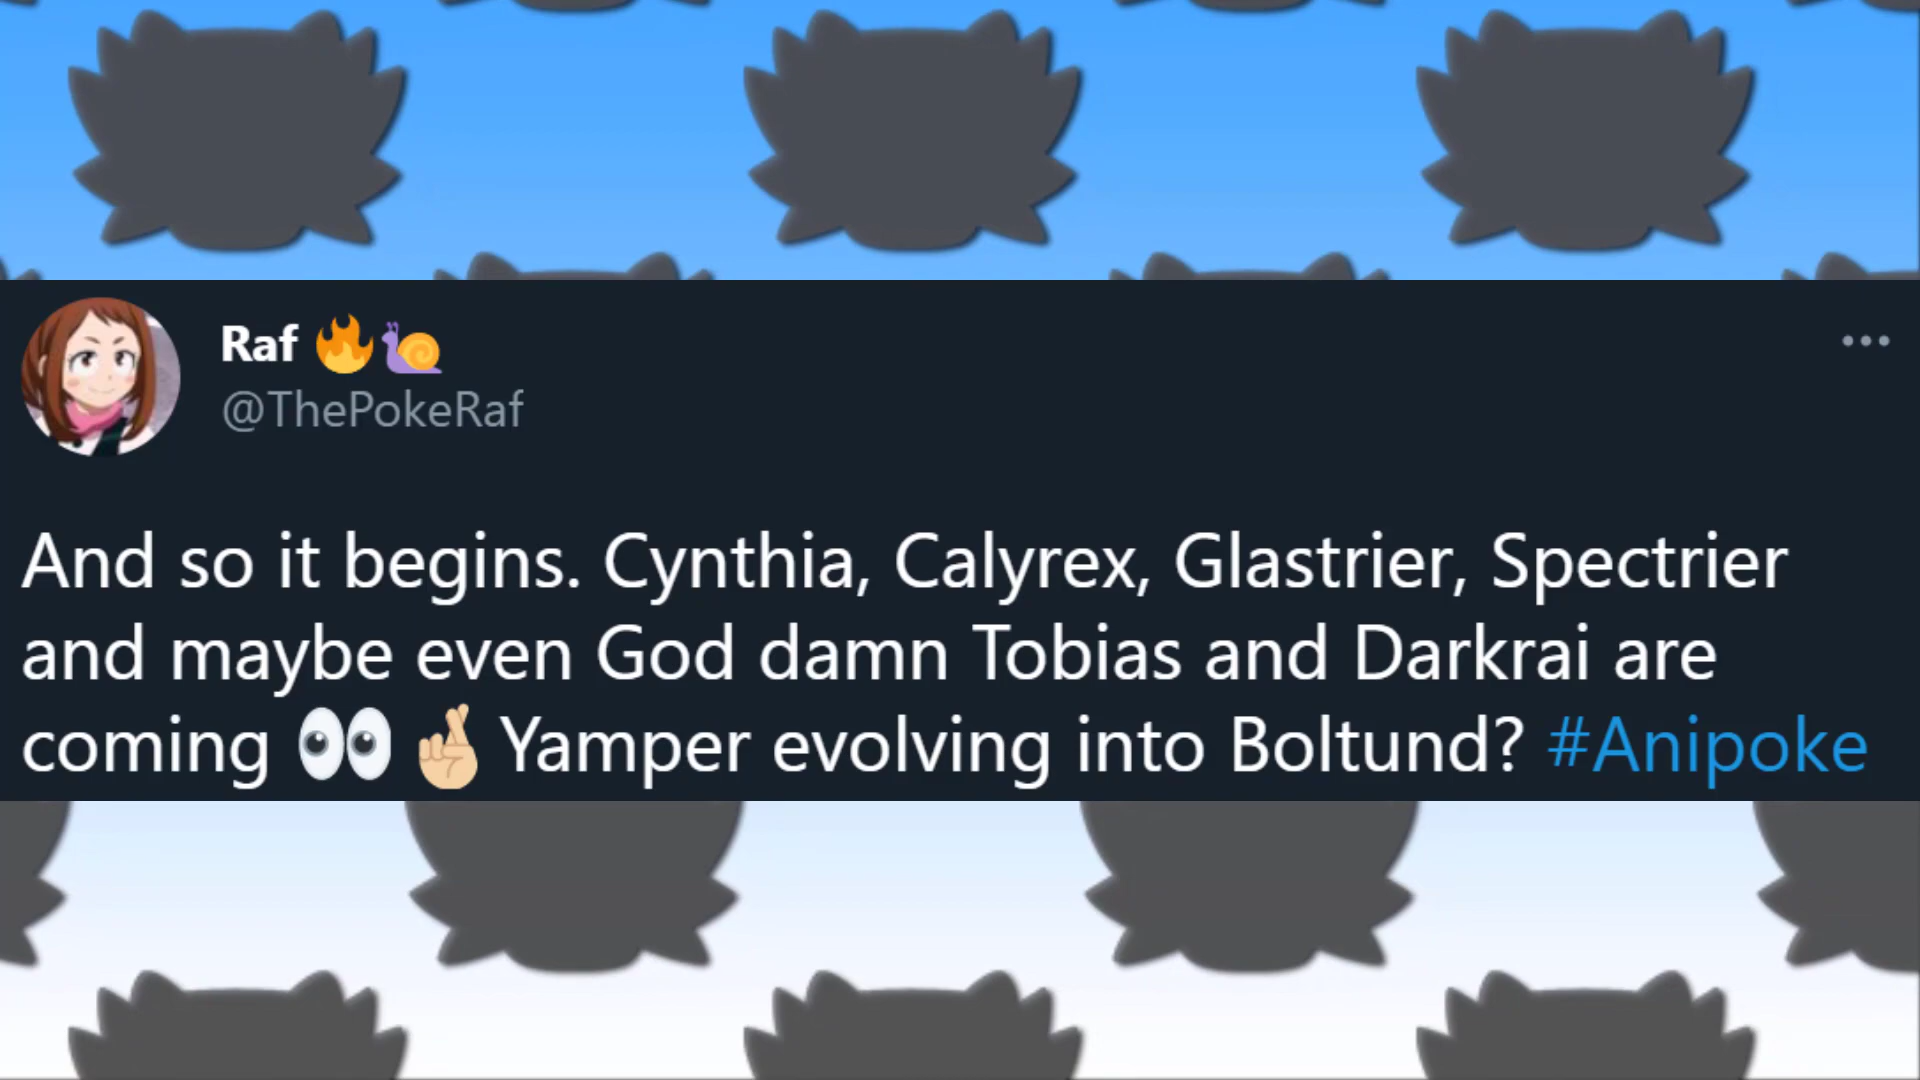 Raf 🔥🐌
@ThePokeRaf
And so it begins. Cynthia, Calyrex, Glastrier, Spectrier
and maybe even God damn Tobias and Darkrai are
coming 👀🤞🏼 Yamper evolving into Boltund? #Anipoke